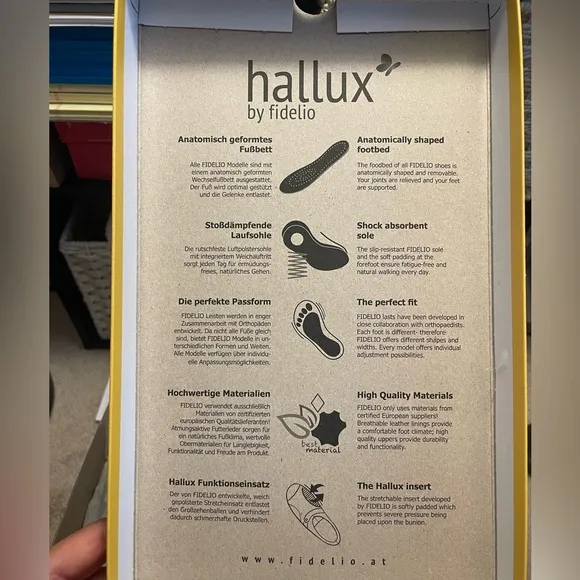 hallux
by fidelio
Anatomisch geformtes
Fußbett
Alle FIDELIO Modelle sind mit
einem anatomisch geformten
Wechselfußbett ausgestattet.
Der Fuß wird optimal gestützt
und die Gelenke entlastet.
Anatomically shaped
footbed
The footbed of all FIDELIO shoes is
anatomically shaped and removable.
Your joints are relieved and your feet
are supported.
Stoßdämpfende
Laufsohle
Die rutschfeste Luftpolstersohle
mit integriertem Weichauftritt
sorgt jeden Tag für ermüdungs-
freies, natürliches Gehen.
Shock absorbent
sole
The slip-resistant FIDELIO sole
and the soft padding at the
forefoot ensure fatigue-free and
natural walking every day.
Die perfekte Passform
FIDELIO Leisten werden in enger
Zusammenarbeit mit Orthopäden
entwickelt. Da nicht alle Füße gleich
sind, bietet FIDELIO Modelle in un-
terschiedlichen Formen und Weiten.
Alle Modelle verfügen über individu-
elle Anpassungsmöglichkeiten.
The perfect fit
FIDELIO lasts have been developed in
close collaboration with orthopaedists.
Each foot is different- therefore
FIDELIO offers different shapes and
widths. Every model offers individual
adjustment possibilities.
Hochwertige Materialien
FIDELIO verwendet ausschließlich
Materialen von zertifizierten
europäischen Qualitätslieferanten!
Atmungsaktive Futterleder sorgen für
ein natürliches Fußklima, wertvolle
Obermaterialien für Langlebigkeit,
Funktionalität und Freude am Produkt.
best
material
High Quality Materials
FIDELIO only uses materials from
certified European suppliers!
Breathable leather linings provide
a comfortable foot climate; high
quality uppers provide durability
and functionality.
Hallux Funktionseinsatz
Der von FIDELIO entwickelte, weich
gepolsterte Stretcheinsatz entlastet
den Großzehenballen und verhindert
dadurch schmerzhafte Druckstellen.
The Hallux insert
The stretchable insert developed
by FIDELIO is softly padded which
prevents severe pressure being
placed upon the bunion.
www.fidelio.at